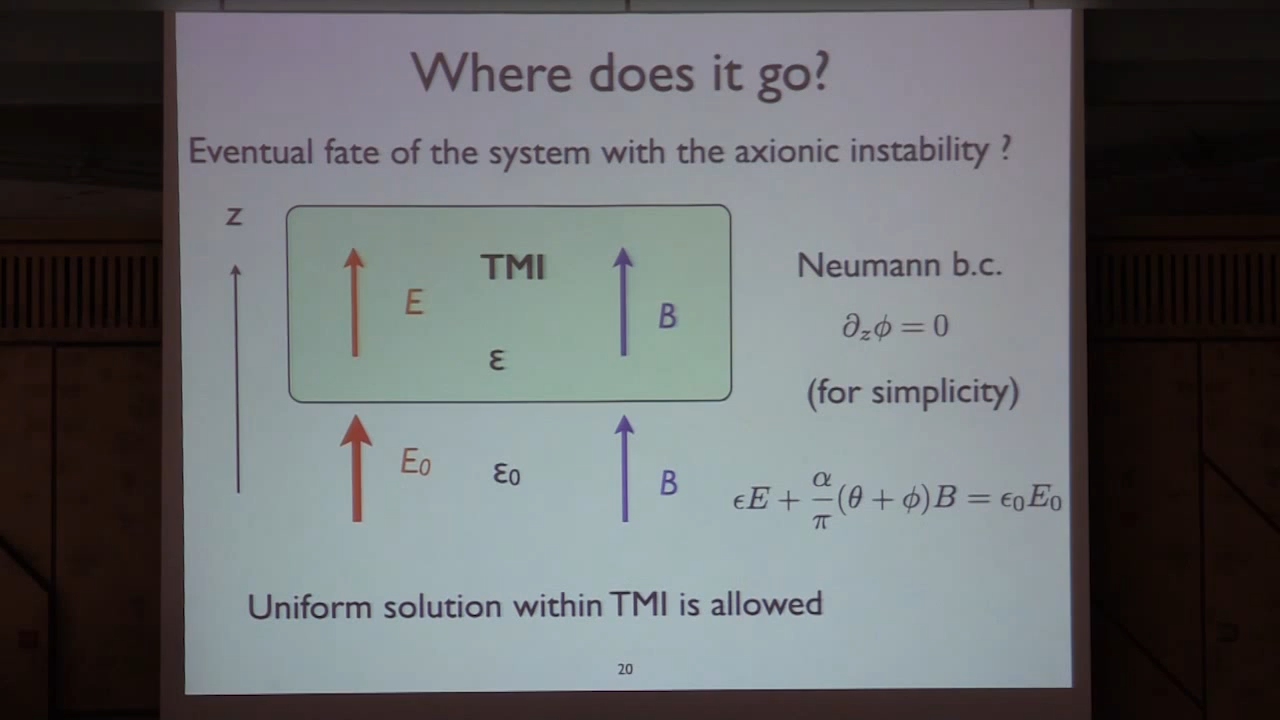 Where does it go?
Eventual fate of the system with the axionic instability ?
z
TMI
E
B
ε
E₀
ε₀
B
Neumann b.c.
∂_zϕ = 0
(for simplicity)
ϵE + α/π (θ + ϕ)B = ϵ₀E₀
Uniform solution within TMI is allowed
20